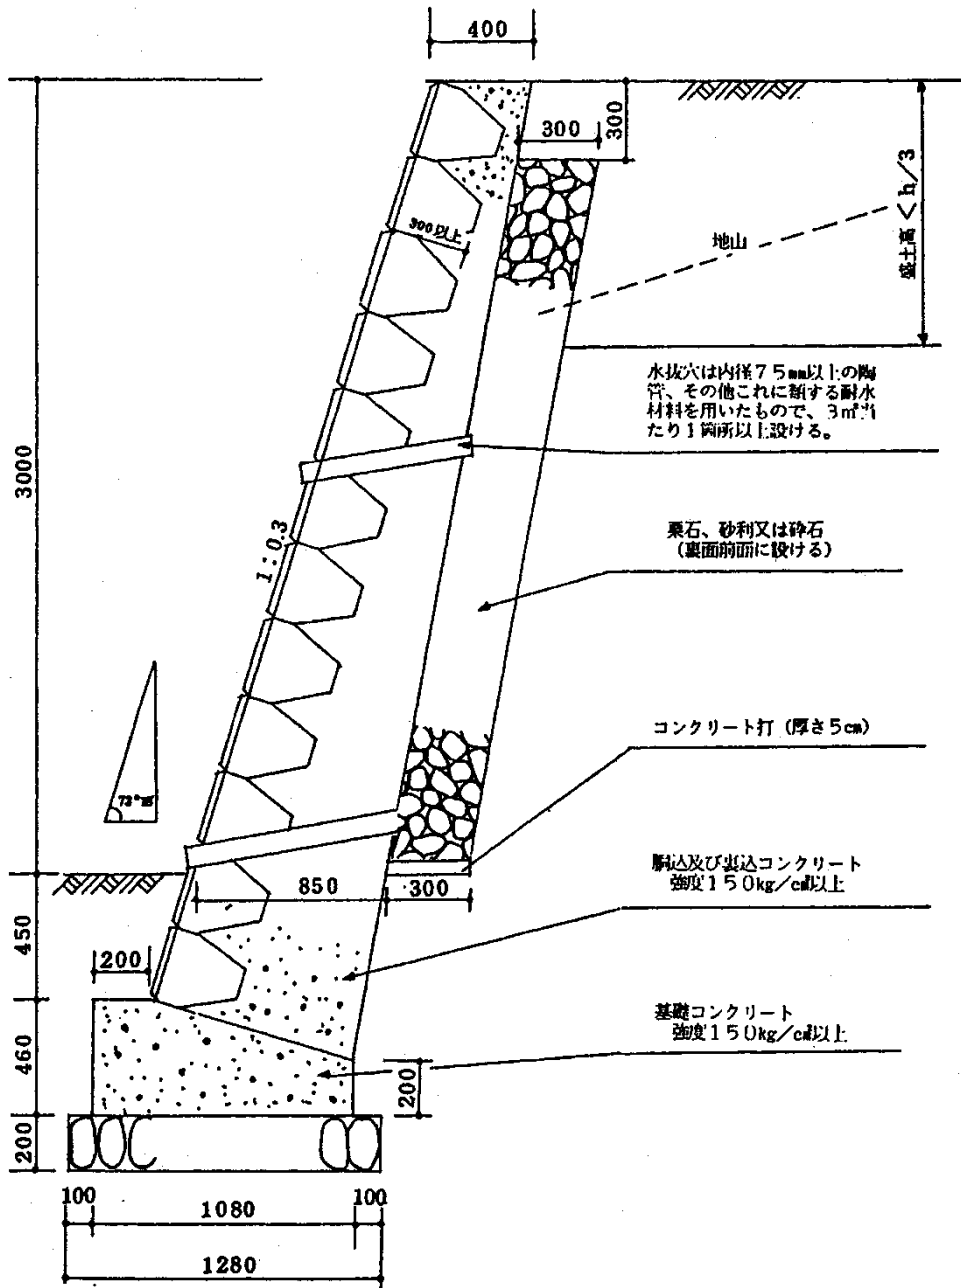 400
300
300
盛土高<h/3
地山
300以上
水抜穴は内径75mm以上の陶
管、その他これに類する耐水
材料を用いたもので、3㎡当
たり1箇所以上設ける。
3000
1:0.3
栗石、砂利又は砕石
(裏面前面に設ける)
コンクリート打(厚さ5cm)
胴込及び裏込コンクリート
強度150kg/c㎡以上
850
300
450
200
基礎コンクリート
強度150kg/c㎡以上
460
200
200
100
1080
100
1280